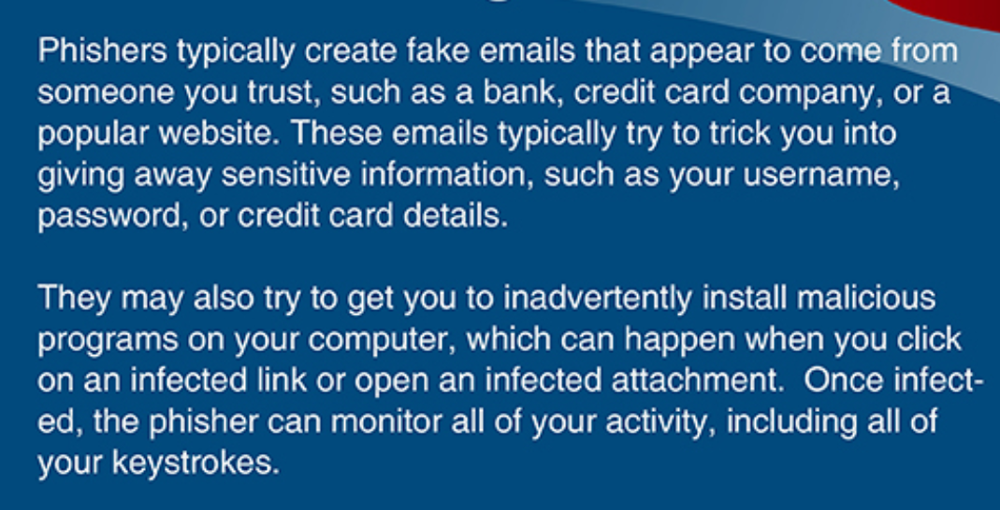 Phishers typically create fake emails that appear to come from
someone you trust, such as a bank, credit card company, or a
popular website. These emails typically try to trick you into
giving away sensitive information, such as your username,
password, or credit card details.
They may also try to get you to inadvertently install malicious
programs on your computer, which can happen when you click
on an infected link or open an infected attachment.  Once infect-
ed, the phisher can monitor all of your activity, including all of
your keystrokes.